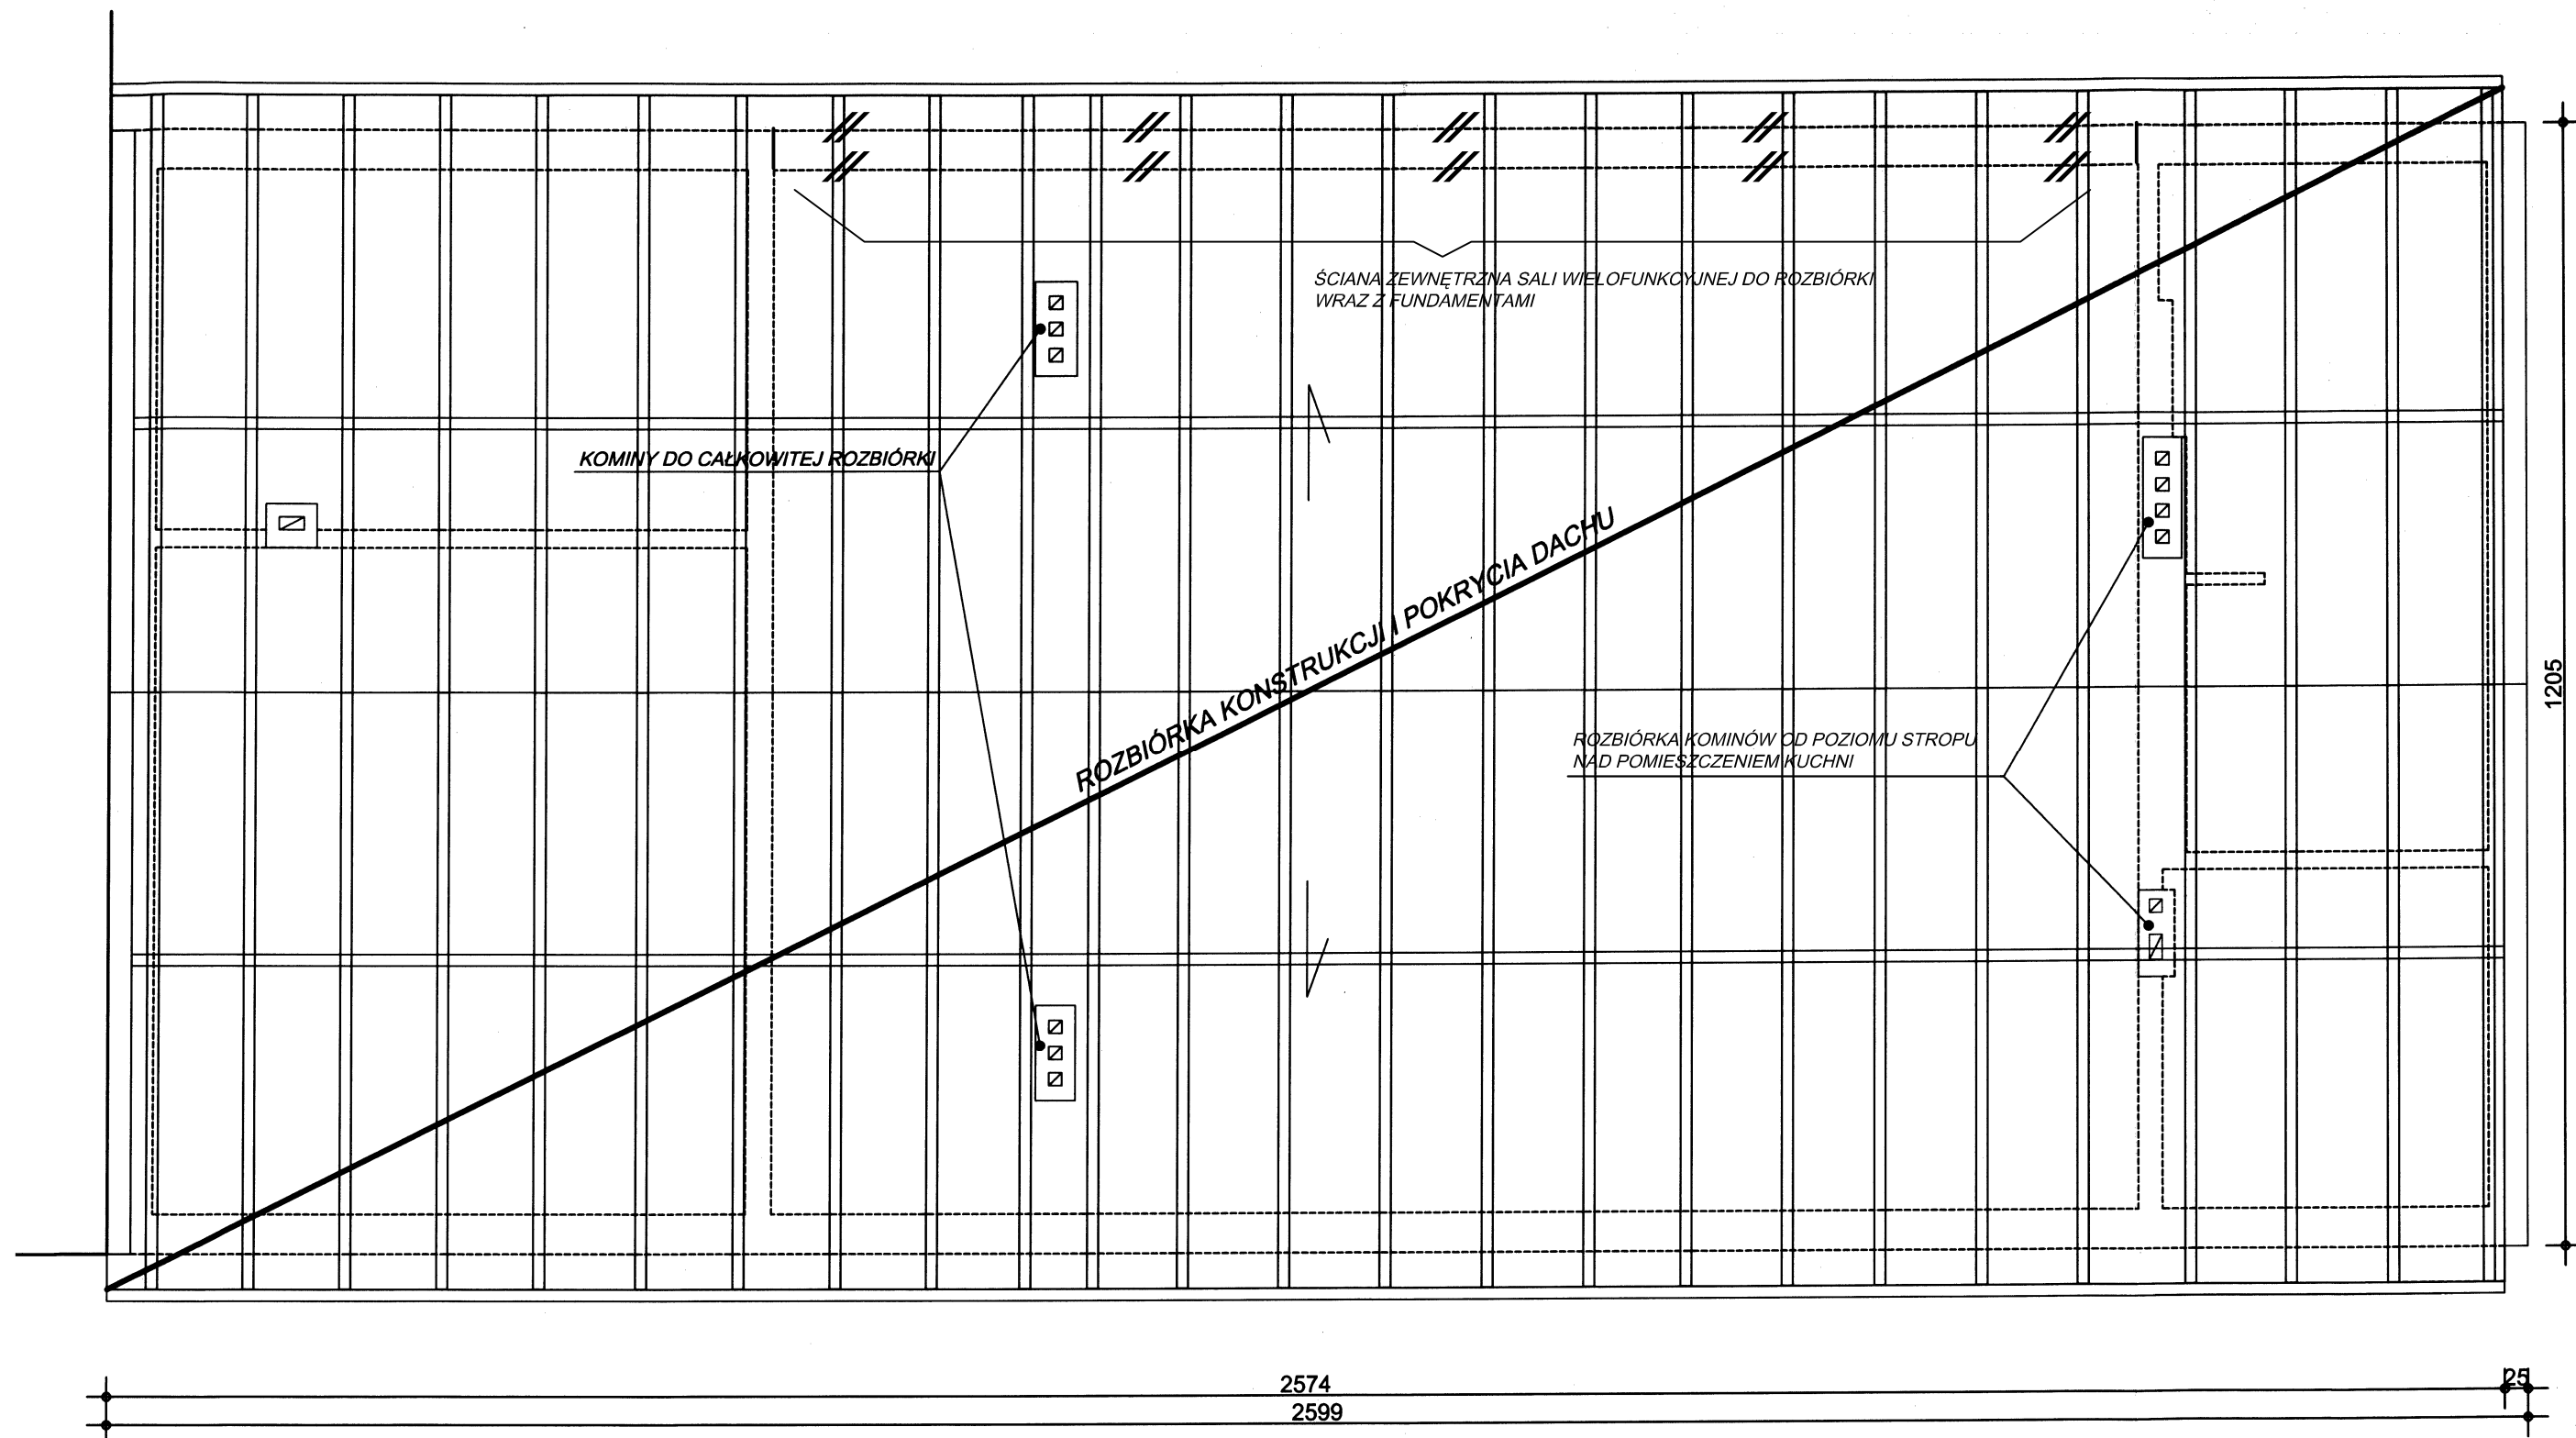 ŚCIANA ZEWNĘTRZNA SALI WIELOFUNKCYJNEJ DO ROZBIÓRKI
WRAZ Z FUNDAMENTAMI
KOMINY DO CAŁKOWITEJ ROZBIÓRKI
ROZBIÓRKA KONSTRUKCJI I POKRYCIA DACHU
1205
ROZBIÓRKA KOMINÓW OD POZIOMU STROPU
NAD POMIESZCZENIEM KUCHNI
2574
25
2599